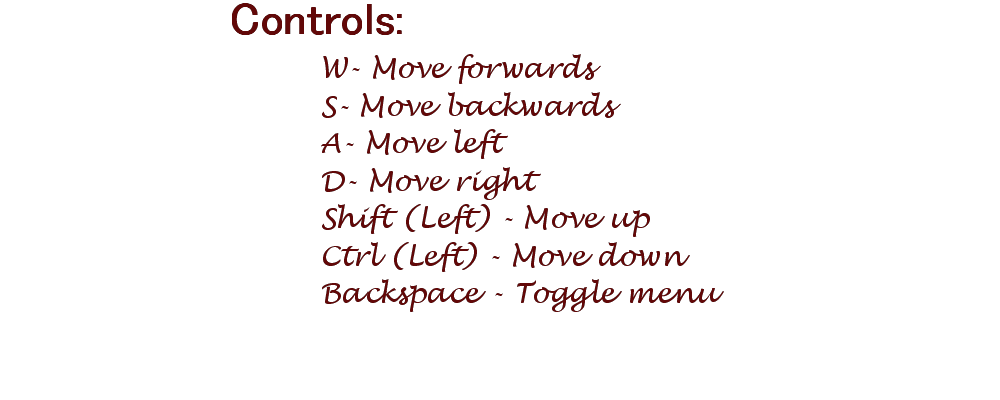 Controls:
W- Move forwards
S- Move backwards
A- Move left
D- Move right
Shift (Left) - Move up
Ctrl (Left) - Move down
Backspace - Toggle menu